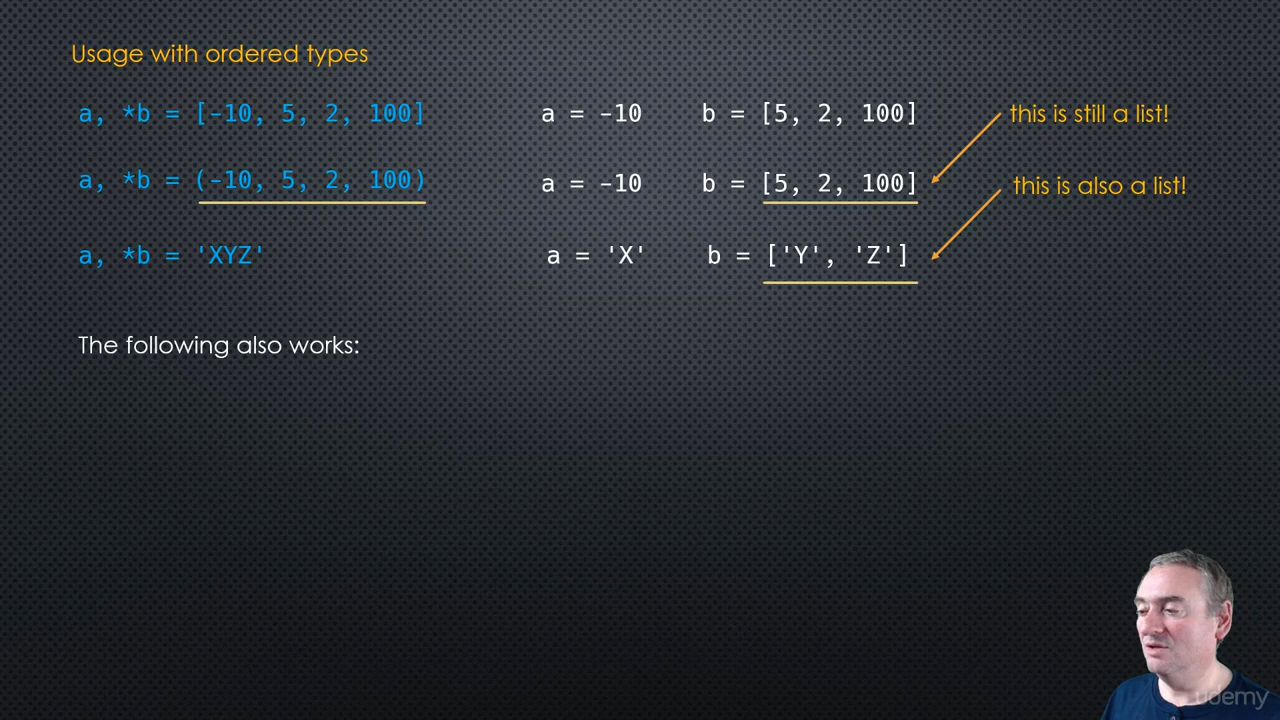 Usage with ordered types
a, *b = [-10, 5, 2, 100] a = -10 b = [5, 2, 100] this is still a list!
a, *b = (-10, 5, 2, 100) a = -10 b = [5, 2, 100] this is also a list!
a, *b = 'XYZ' a = 'X' b = ['Y', 'Z']
The following also works:
udemy